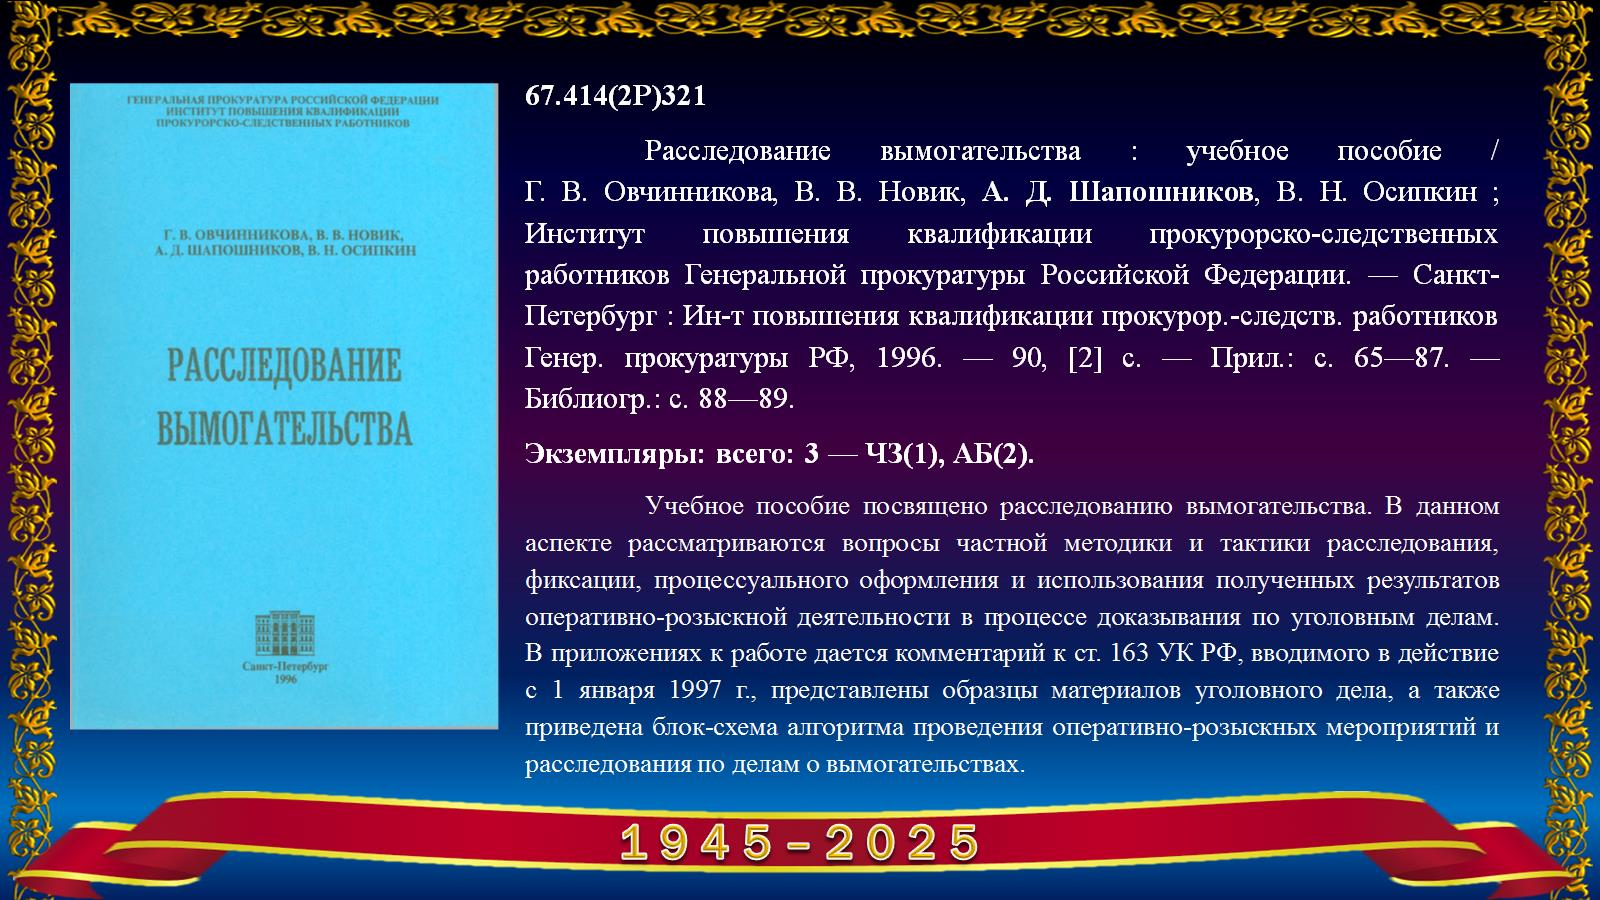 ГЕНЕРАЛЬНАЯ ПРОКУРАТУРА РОССИЙСКОЙ ФЕДЕРАЦИИ
ИНСТИТУТ ПОВЫШЕНИЯ КВАЛИФИКАЦИИ
ПРОКУРОРСКО-СЛЕДСТВЕННЫХ РАБОТНИКОВ
Г. В. ОВЧИННИКОВА, В. В. НОВИК,
А. Д. ШАПОШНИКОВ, В. Н. ОСИПКИН
РАССЛЕДОВАНИЕ
ВЫМОГАТЕЛЬСТВА
Санкт-Петербург
1996
67.414(2Р)321
Расследование вымогательства : учебное пособие /
Г. В. Овчинникова, В. В. Новик, А. Д. Шапошников, В. Н. Осипкин ;
Институт повышения квалификации прокурорско-следственных
работников Генеральной прокуратуры Российской Федерации. — Санкт-
Петербург : Ин-т повышения квалификации прокурор.-следств. работников
Генер. прокуратуры РФ, 1996. — 90, [2] с. — Прил.: с. 65—87. —
Библиогр.: с. 88—89.
Экземпляры: всего: 3 — ЧЗ(1), АБ(2).
Учебное пособие посвящено расследованию вымогательства. В данном
аспекте рассматриваются вопросы частной методики и тактики расследования,
фиксации, процессуального оформления и использования полученных результатов
оперативно-розыскной деятельности в процессе доказывания по уголовным делам.
В приложениях к работе дается комментарий к ст. 163 УК РФ, вводимого в действие
с 1 января 1997 г., представлены образцы материалов уголовного дела, а также
приведена блок-схема алгоритма проведения оперативно-розыскных мероприятий и
расследования по делам о вымогательствах.
1945–2025